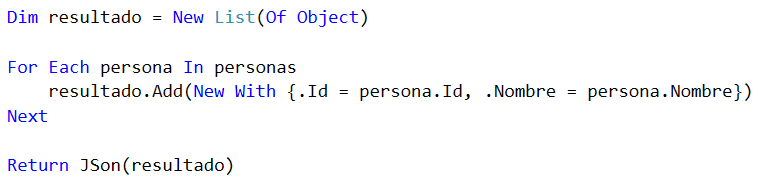 Dim resultado = New List(Of Object)
For Each persona In personas
resultado.Add(New With {.Id = persona.Id, .Nombre = persona.Nombre})
Next
Return JSon(resultado)